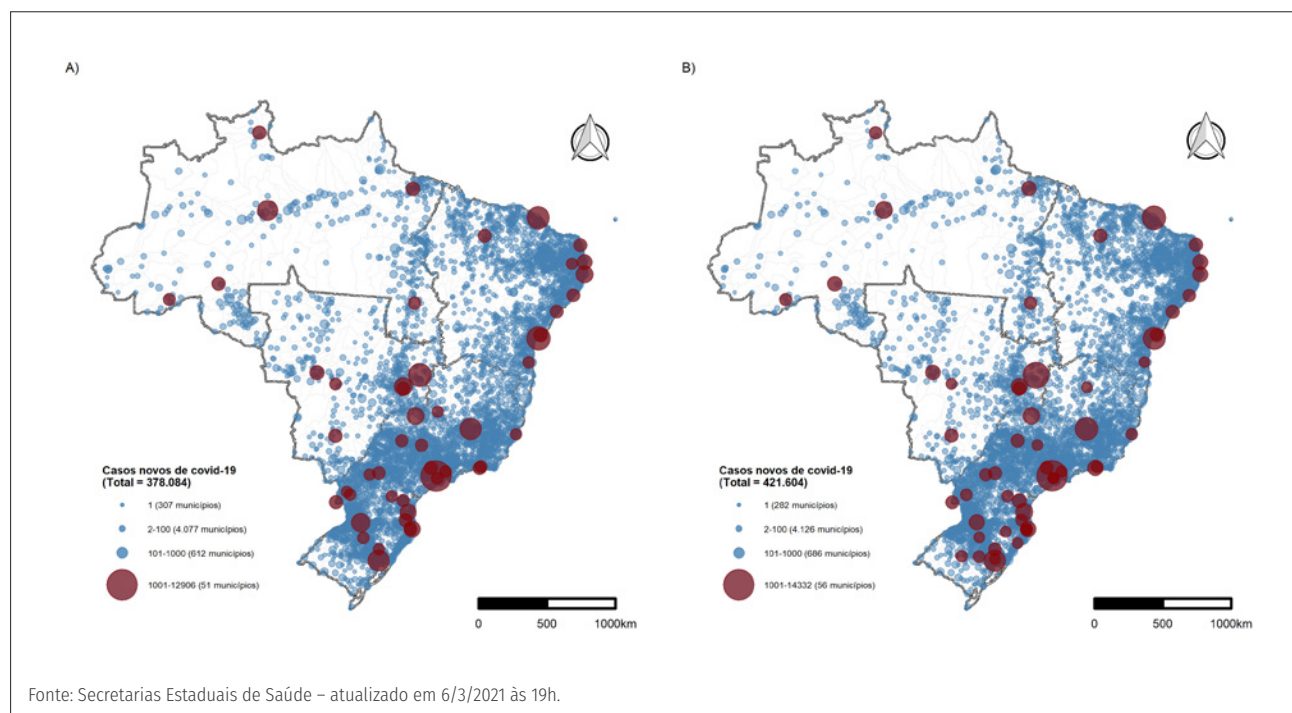 A)
Casos novos de covid-19
(Total = 378.084)
1 (307 municípios)
2-100 (4.077 municípios)
101-1000 (612 municípios)
1001-12906 (51 municípios)
0 500 1000km
B)
Casos novos de covid-19
(Total = 421.604)
1 (282 municípios)
2-100 (4.126 municípios)
101-1000 (686 municípios)
1001-14332 (56 municípios)
0 500 1000km
Fonte: Secretarias Estaduais de Saúde – atualizado em 6/3/2021 às 19h.